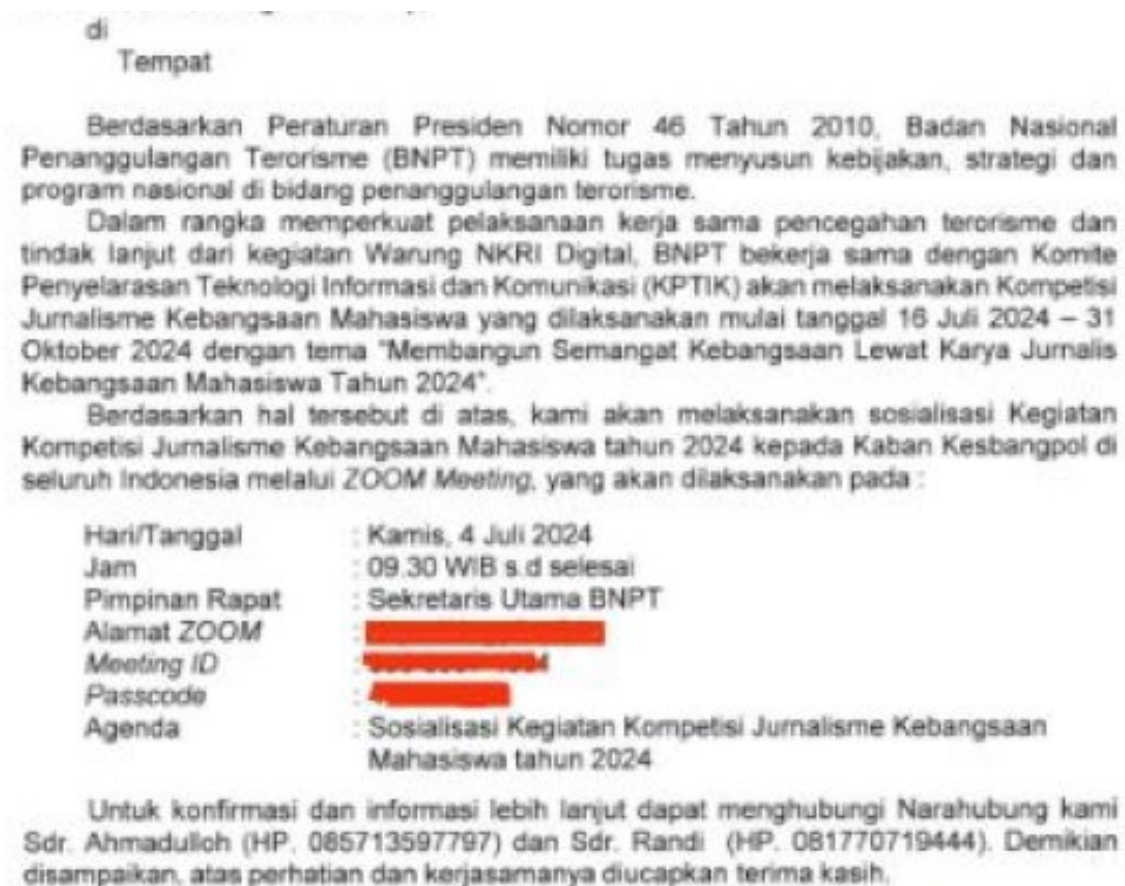 di
Tempat
Berdasarkan Peraturan Presiden Nomor 46 Tahun 2010, Badan Nasional
Penanggulangan Terorisme (BNPT) memiliki tugas menyusun kebijakan, strategi dan
program nasional di bidang penanggulangan terorisme.
Dalam rangka memperkuat pelaksanaan kerja sama pencegahan terorisme dan
tindak lanjut dari kegiatan Warung NKRI Digital, BNPT bekerja sama dengan Komite
Penyelarasan Teknologi Informasi dan Komunikasi (KPTIK) akan melaksanakan Kompetisi
Jurnalisme Kebangsaan Mahasiswa yang dilaksanakan mulai tanggal 16 Juli 2024 – 31
Oktober 2024 dengan tema "Membangun Semangat Kebangsaan Lewat Karya Jurnalis
Kebangsaan Mahasiswa Tahun 2024".
Berdasarkan hal tersebut di atas, kami akan melaksanakan sosialisasi Kegiatan
Kompetisi Jurnalisme Kebangsaan Mahasiswa tahun 2024 kepada Kaban Kesbangpol di
seluruh Indonesia melalui ZOOM Meeting, yang akan dilaksanakan pada :
Hari/Tanggal : Kamis, 4 Juli 2024
Jam : 09.30 WIB s.d selesai
Pimpinan Rapat : Sekretaris Utama BNPT
Alamat ZOOM :
Meeting ID :
Passcode :
Agenda : Sosialisasi Kegiatan Kompetisi Jurnalisme Kebangsaan
Mahasiswa tahun 2024
Untuk konfirmasi dan informasi lebih lanjut dapat menghubungi Narahubung kami
Sdr. Ahmadulloh (HP. 085713597797) dan Sdr. Randi (HP. 081770719444). Demikian
disampaikan, atas perhatian dan kerjasamanya diucapkan terima kasih.